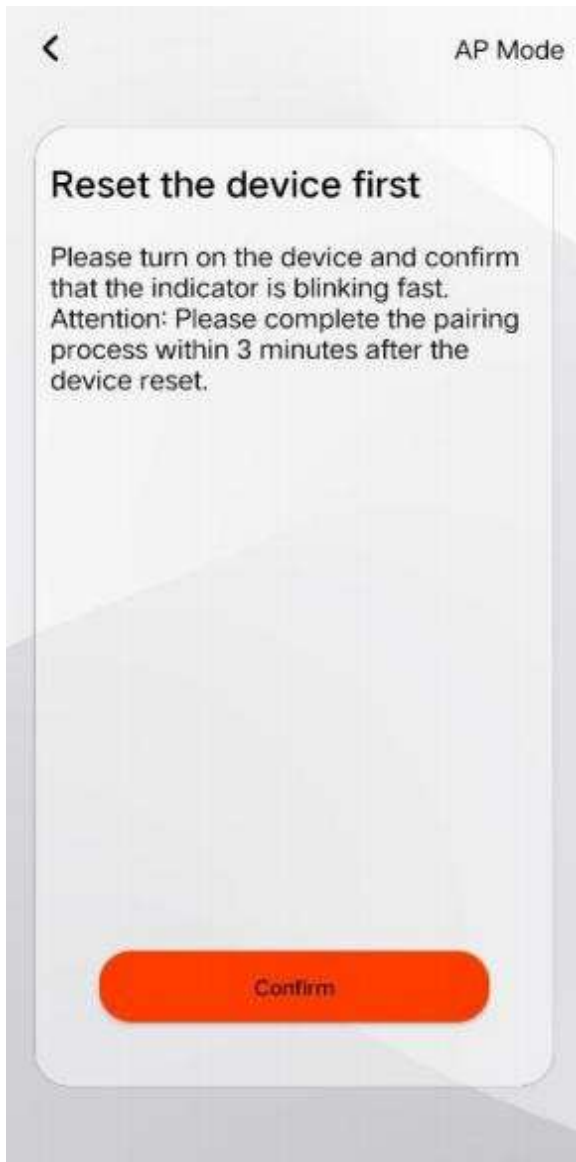 AP Mode
Reset the device first
Please turn on the device and confirm
that the indicator is blinking fast.
Attention: Please complete the pairing
process within 3 minutes after the
device reset.
Confirm